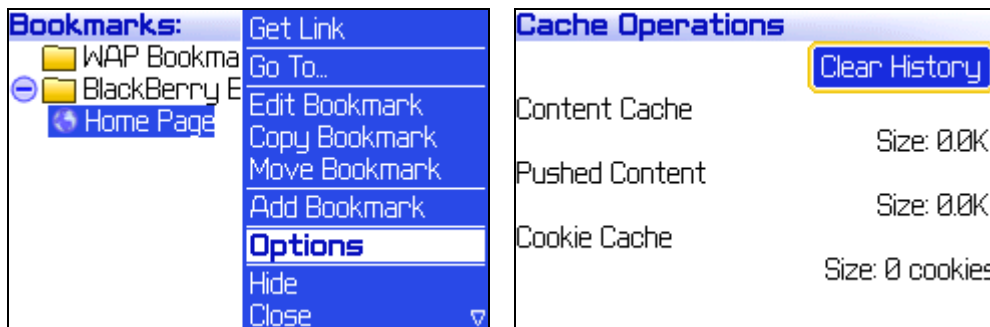 Bookmarks:
WAP Bookma
BlackBerry E
Home Page
Get Link
Go To...
Edit Bookmark
Copy Bookmark
Move Bookmark
Add Bookmark
Options
Hide
Close
Cache Operations
Clear History
Content Cache
Size: 0.0K
Pushed Content
Size: 0.0K
Cookie Cache
Size: 0 cookies